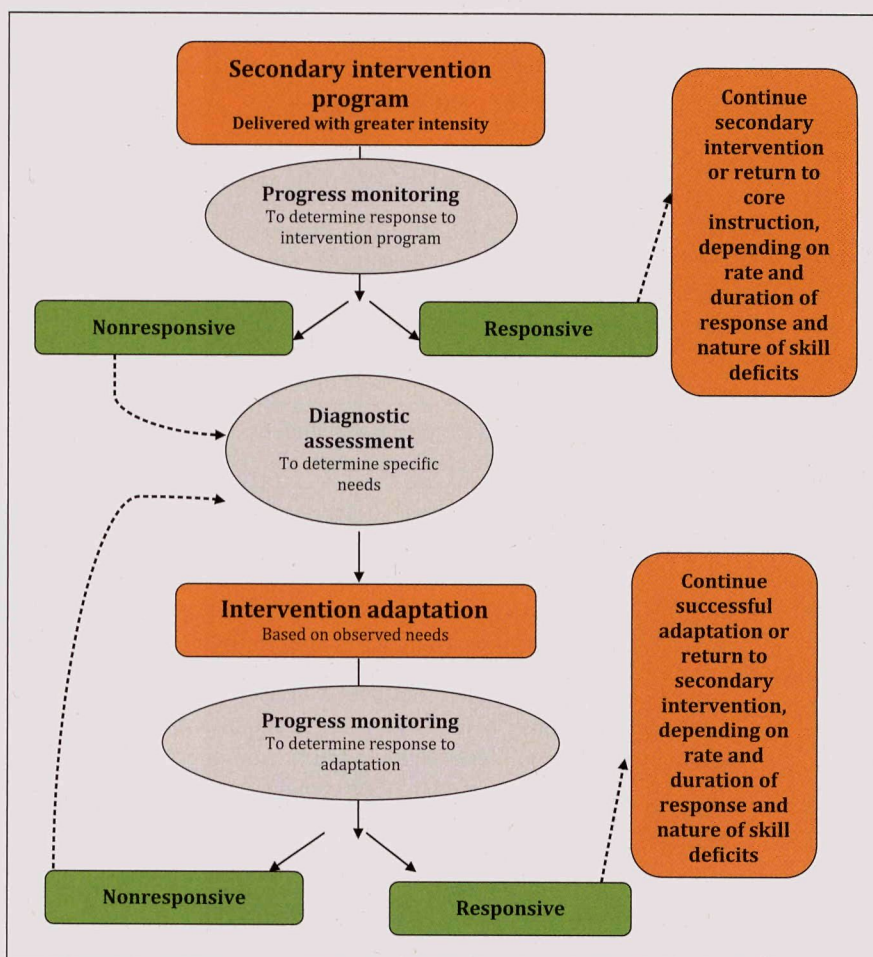 Secondary intervention
program
Delivered with greater intensity
Progress monitoring
To determine response to
intervention program
Continue
secondary
intervention
or return to
core
instruction,
depending on
rate and
duration of
response and
nature of skill
deficits
Nonresponsive
Responsive
Diagnostic
assessment
To determine specific
needs
Intervention adaptation
Based on observed needs
Progress monitoring
To determine response to
adaptation
Continue
successful
adaptation or
return to
secondary
intervention,
depending on
rate and
duration of
response and
nature of skill
deficits
Nonresponsive
Responsive